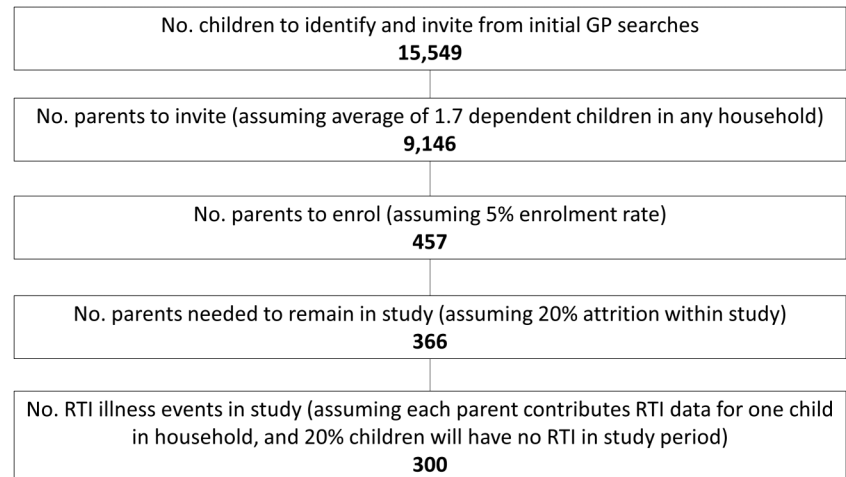 No. children to identify and invite from initial GP searches
15,549
No. parents to invite (assuming average of 1.7 dependent children in any household)
9,146
No. parents to enrol (assuming 5% enrolment rate)
457
No. parents needed to remain in study (assuming 20% attrition within study)
366
No. RTI illness events in study (assuming each parent contributes RTI data for one child
in household, and 20% children will have no RTI in study period)
300